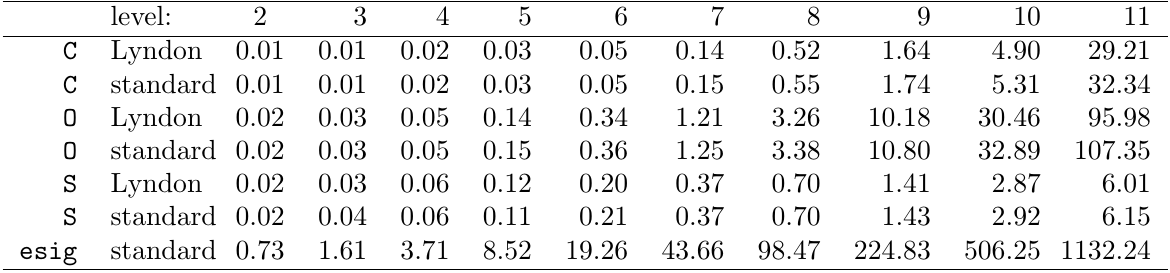 level: 2 3 4 5 6 7 8 9 10 11
C Lyndon 0.01 0.01 0.02 0.03 0.05 0.14 0.52 1.64 4.90 29.21
C standard 0.01 0.01 0.02 0.03 0.05 0.15 0.55 1.74 5.31 32.34
O Lyndon 0.02 0.03 0.05 0.14 0.34 1.21 3.26 10.18 30.46 95.98
O standard 0.02 0.03 0.05 0.15 0.36 1.25 3.38 10.80 32.89 107.35
S Lyndon 0.02 0.03 0.06 0.12 0.20 0.37 0.70 1.41 2.87 6.01
S standard 0.02 0.04 0.06 0.11 0.21 0.37 0.70 1.43 2.92 6.15
esig standard 0.73 1.61 3.71 8.52 19.26 43.66 98.47 224.83 506.25 1132.24